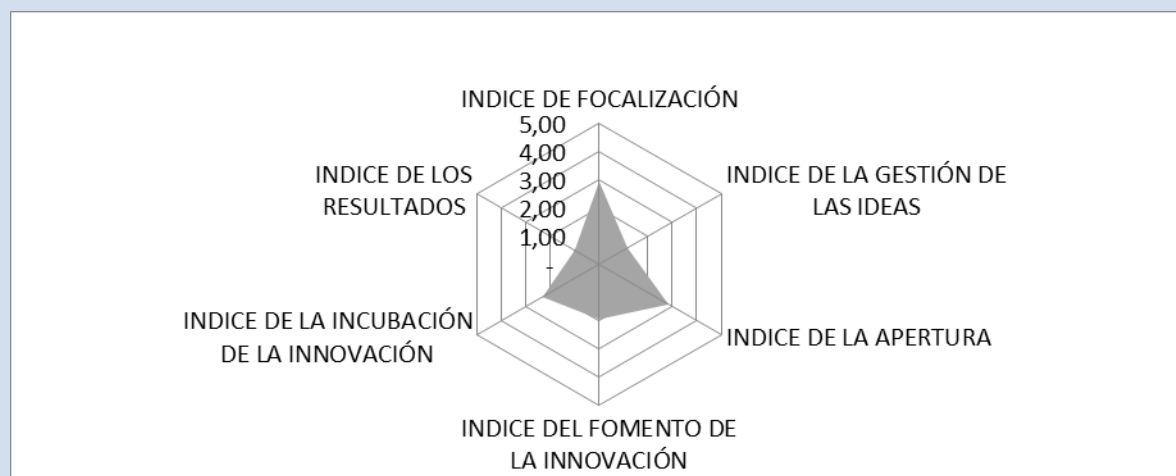 INDICE DE FOCALIZACIÓN
5,00
4,00
3,00
2,00
1,00
-
INDICE DE LA GESTIÓN DE
LAS IDEAS
INDICE DE LA APERTURA
INDICE DEL FOMENTO DE
LA INNOVACIÓN
INDICE DE LA INCUBACIÓN
DE LA INNOVACIÓN
INDICE DE LOS
RESULTADOS